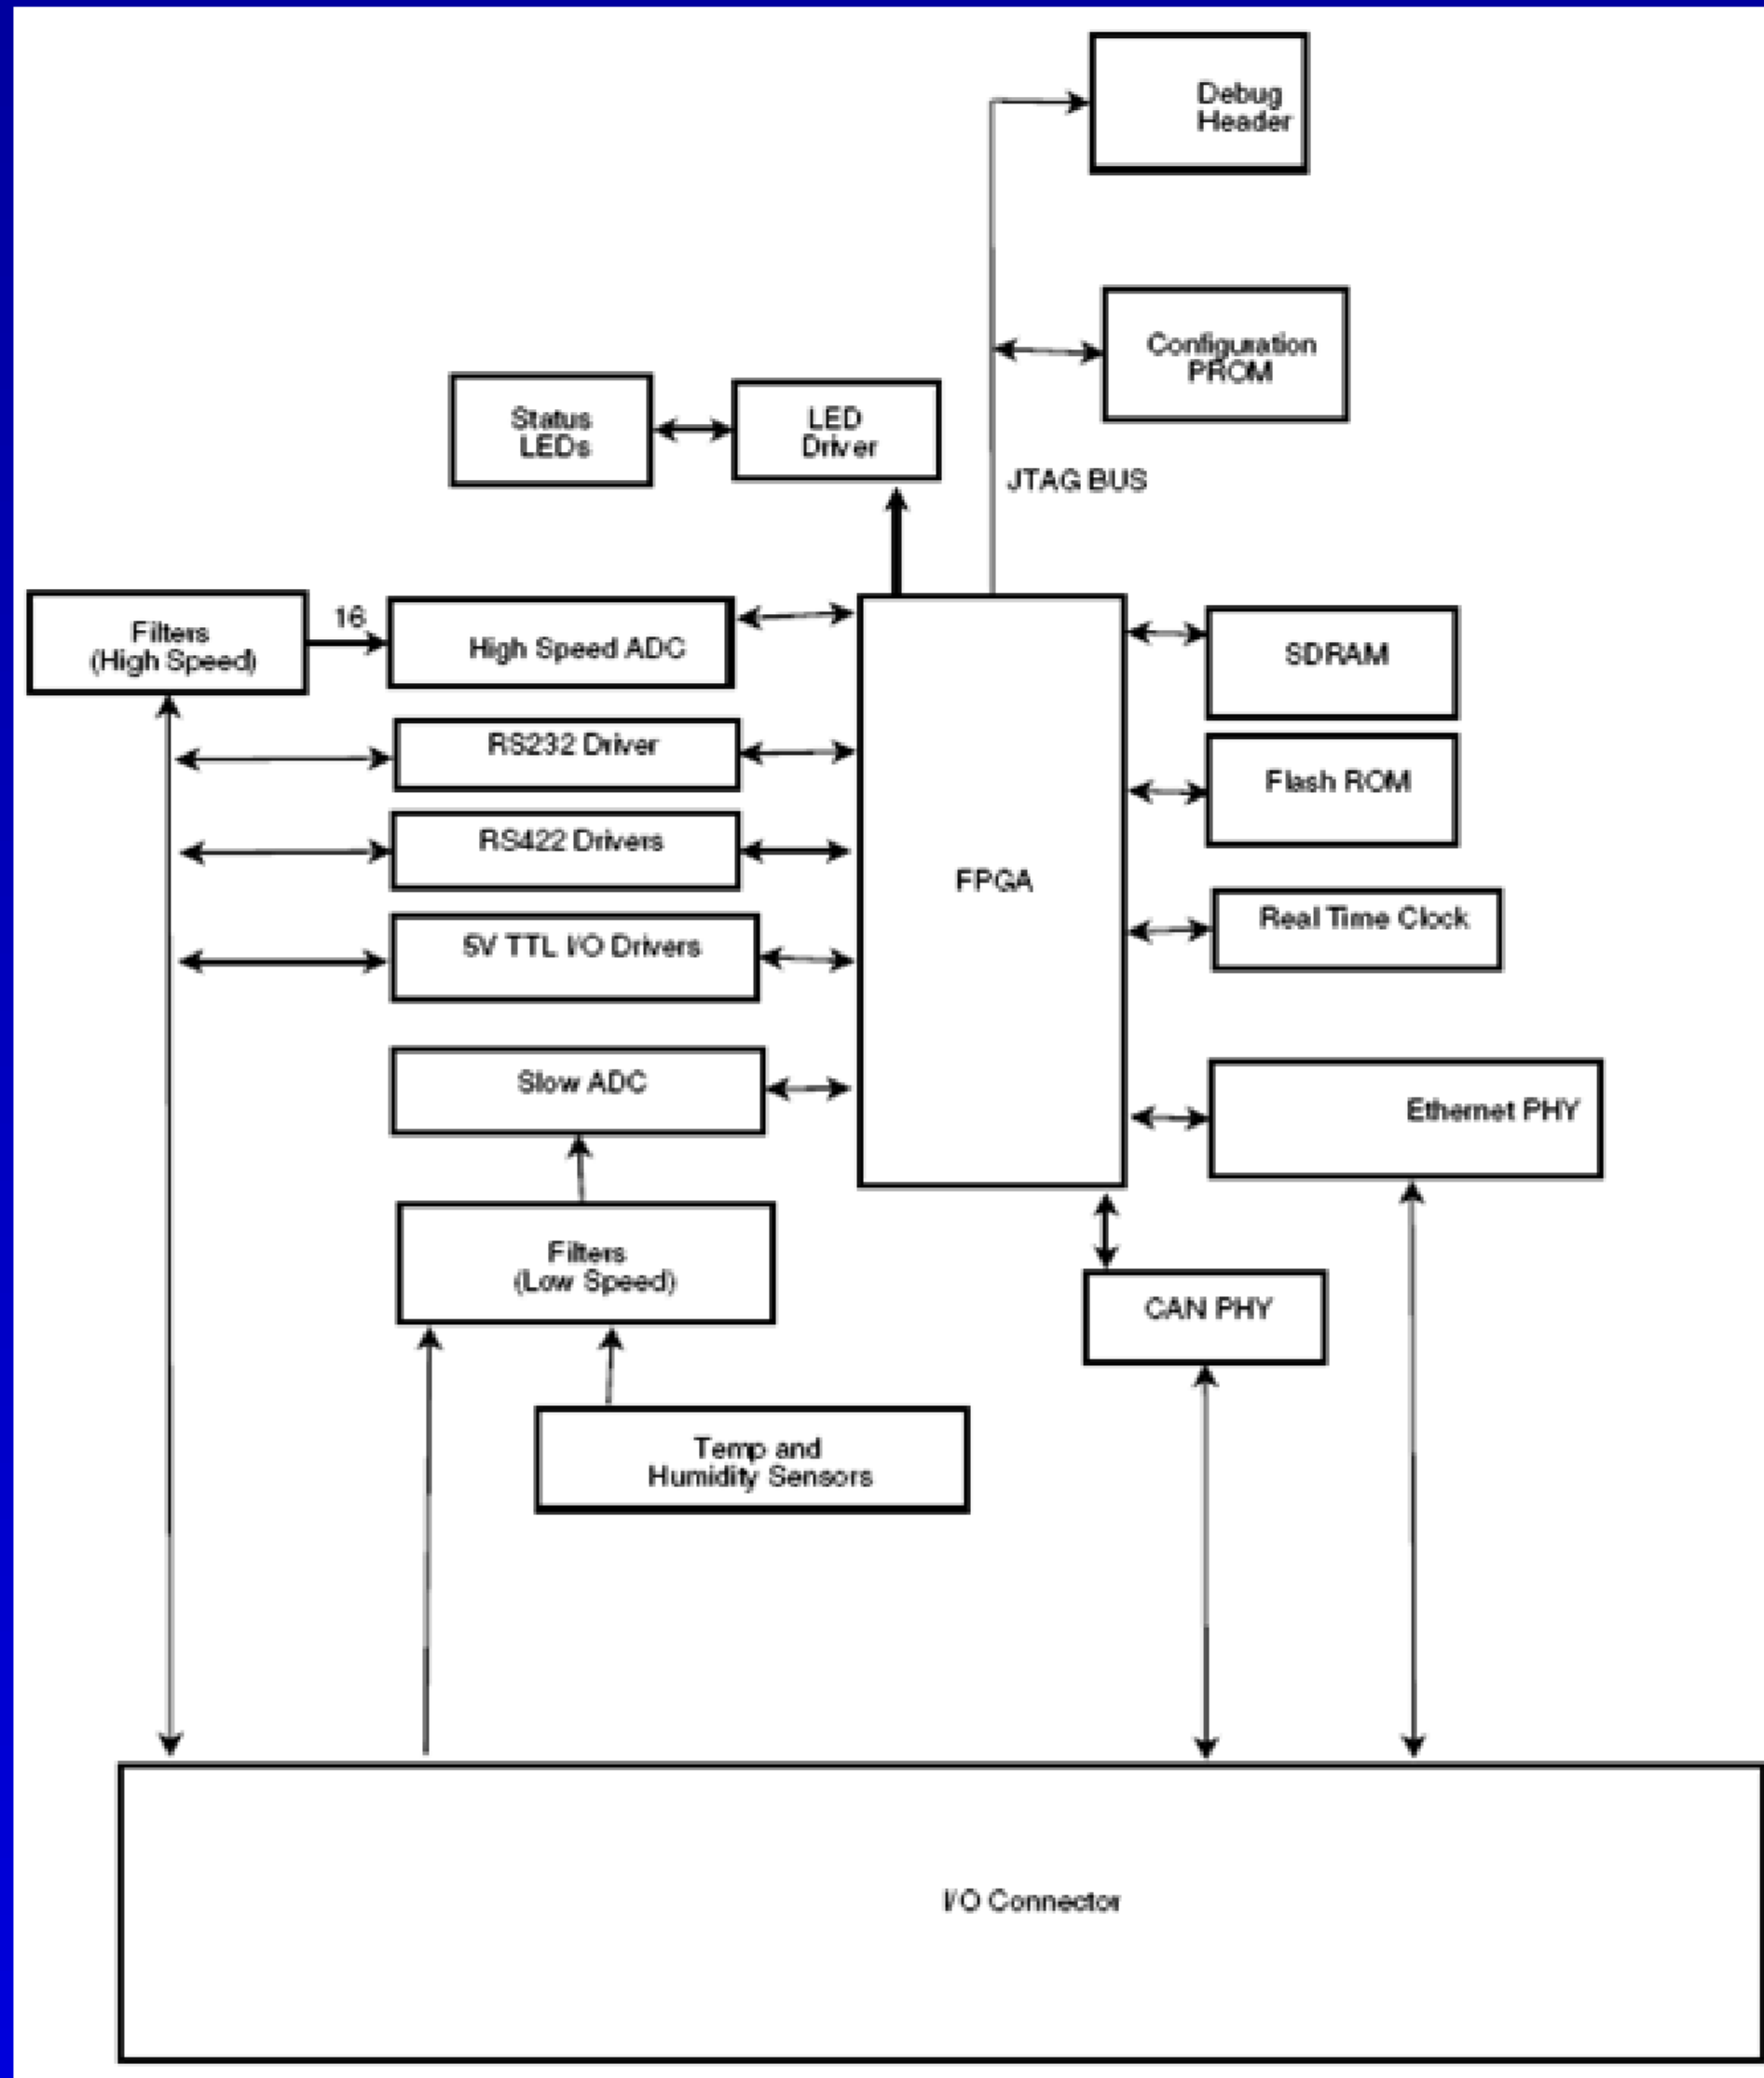 Debug
Header
Configuration
PROM
Status
LEDs
LED
Driver
JTAG BUS
Filters
(High Speed)
16
High Speed ADC
SDRAM
RS232 Driver
Flash ROM
RS422 Drivers
FPGA
5V TTL I/O Drivers
Real Time Clock
Slow ADC
Ethernet PHY
Filters
(Low Speed)
CAN PHY
Temp and
Humidity Sensors
I/O Connector